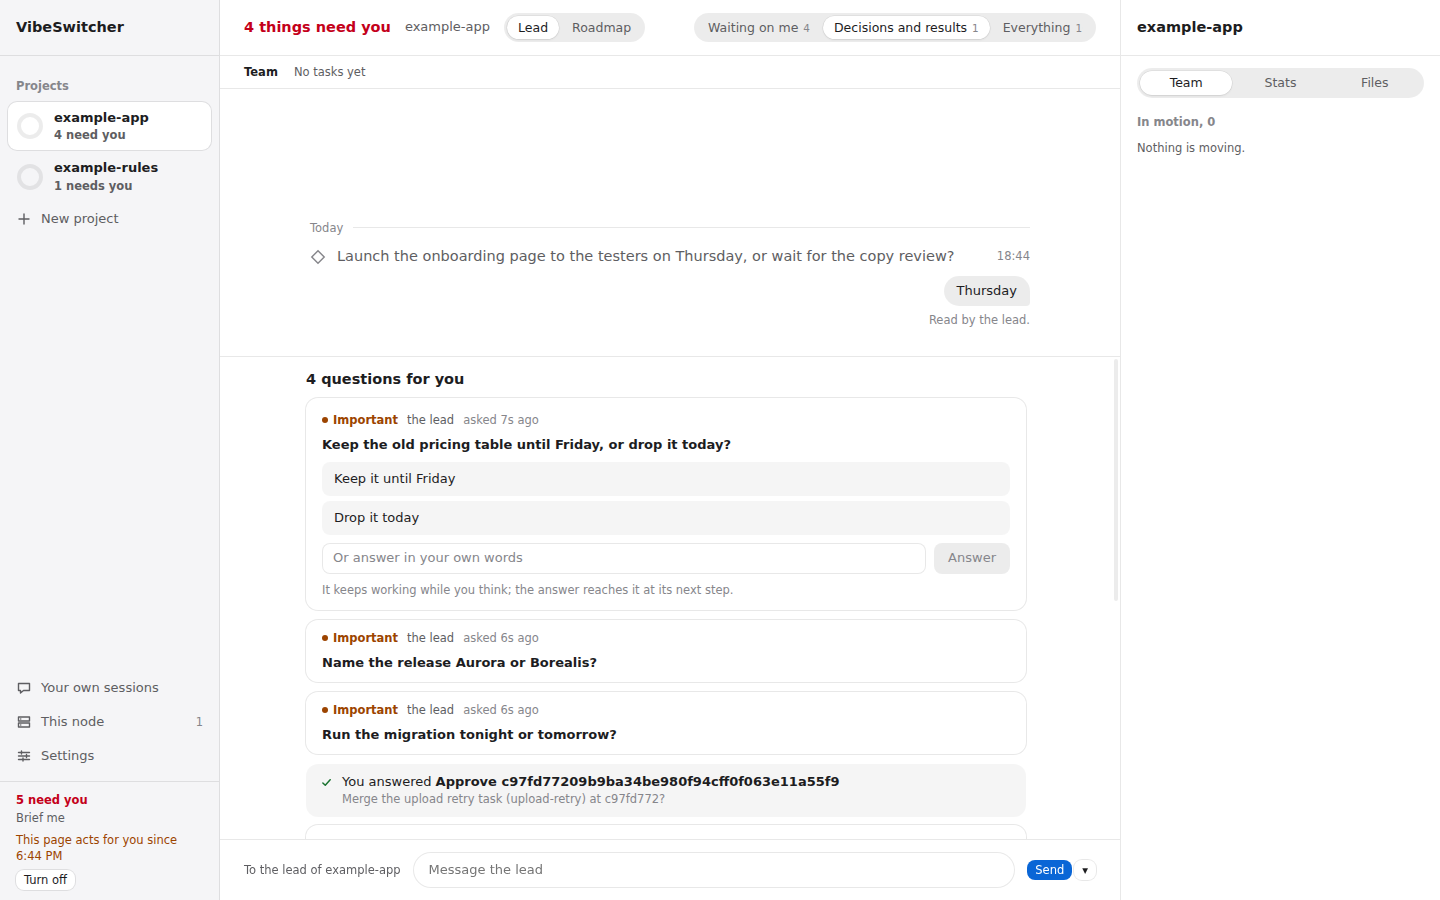 VibeSwitcher
Projects
example-app
4 need you
example-rules
1 needs you
New project
Your own sessions
This node 1
Settings
5 need you
Brief me
This page acts for you since
6:44 PM
Turn off
4 things need you example-app Lead Roadmap Waiting on me 4 Decisions and results 1 Everything 1
Team No tasks yet
Today
Launch the onboarding page to the testers on Thursday, or wait for the copy review? 18:44
Thursday
Read by the lead.
4 questions for you
Important the lead asked 7s ago
Keep the old pricing table until Friday, or drop it today?
Keep it until Friday
Drop it today
Or answer in your own words Answer
It keeps working while you think; the answer reaches it at its next step.
Important the lead asked 6s ago
Name the release Aurora or Borealis?
Important the lead asked 6s ago
Run the migration tonight or tomorrow?
You answered Approve c97fd77209b9ba34be980f94cff0f063e11a55f9
Merge the upload retry task (upload-retry) at c97fd772?
To the lead of example-app Message the lead Send
example-app
Team Stats Files
In motion, 0
Nothing is moving.